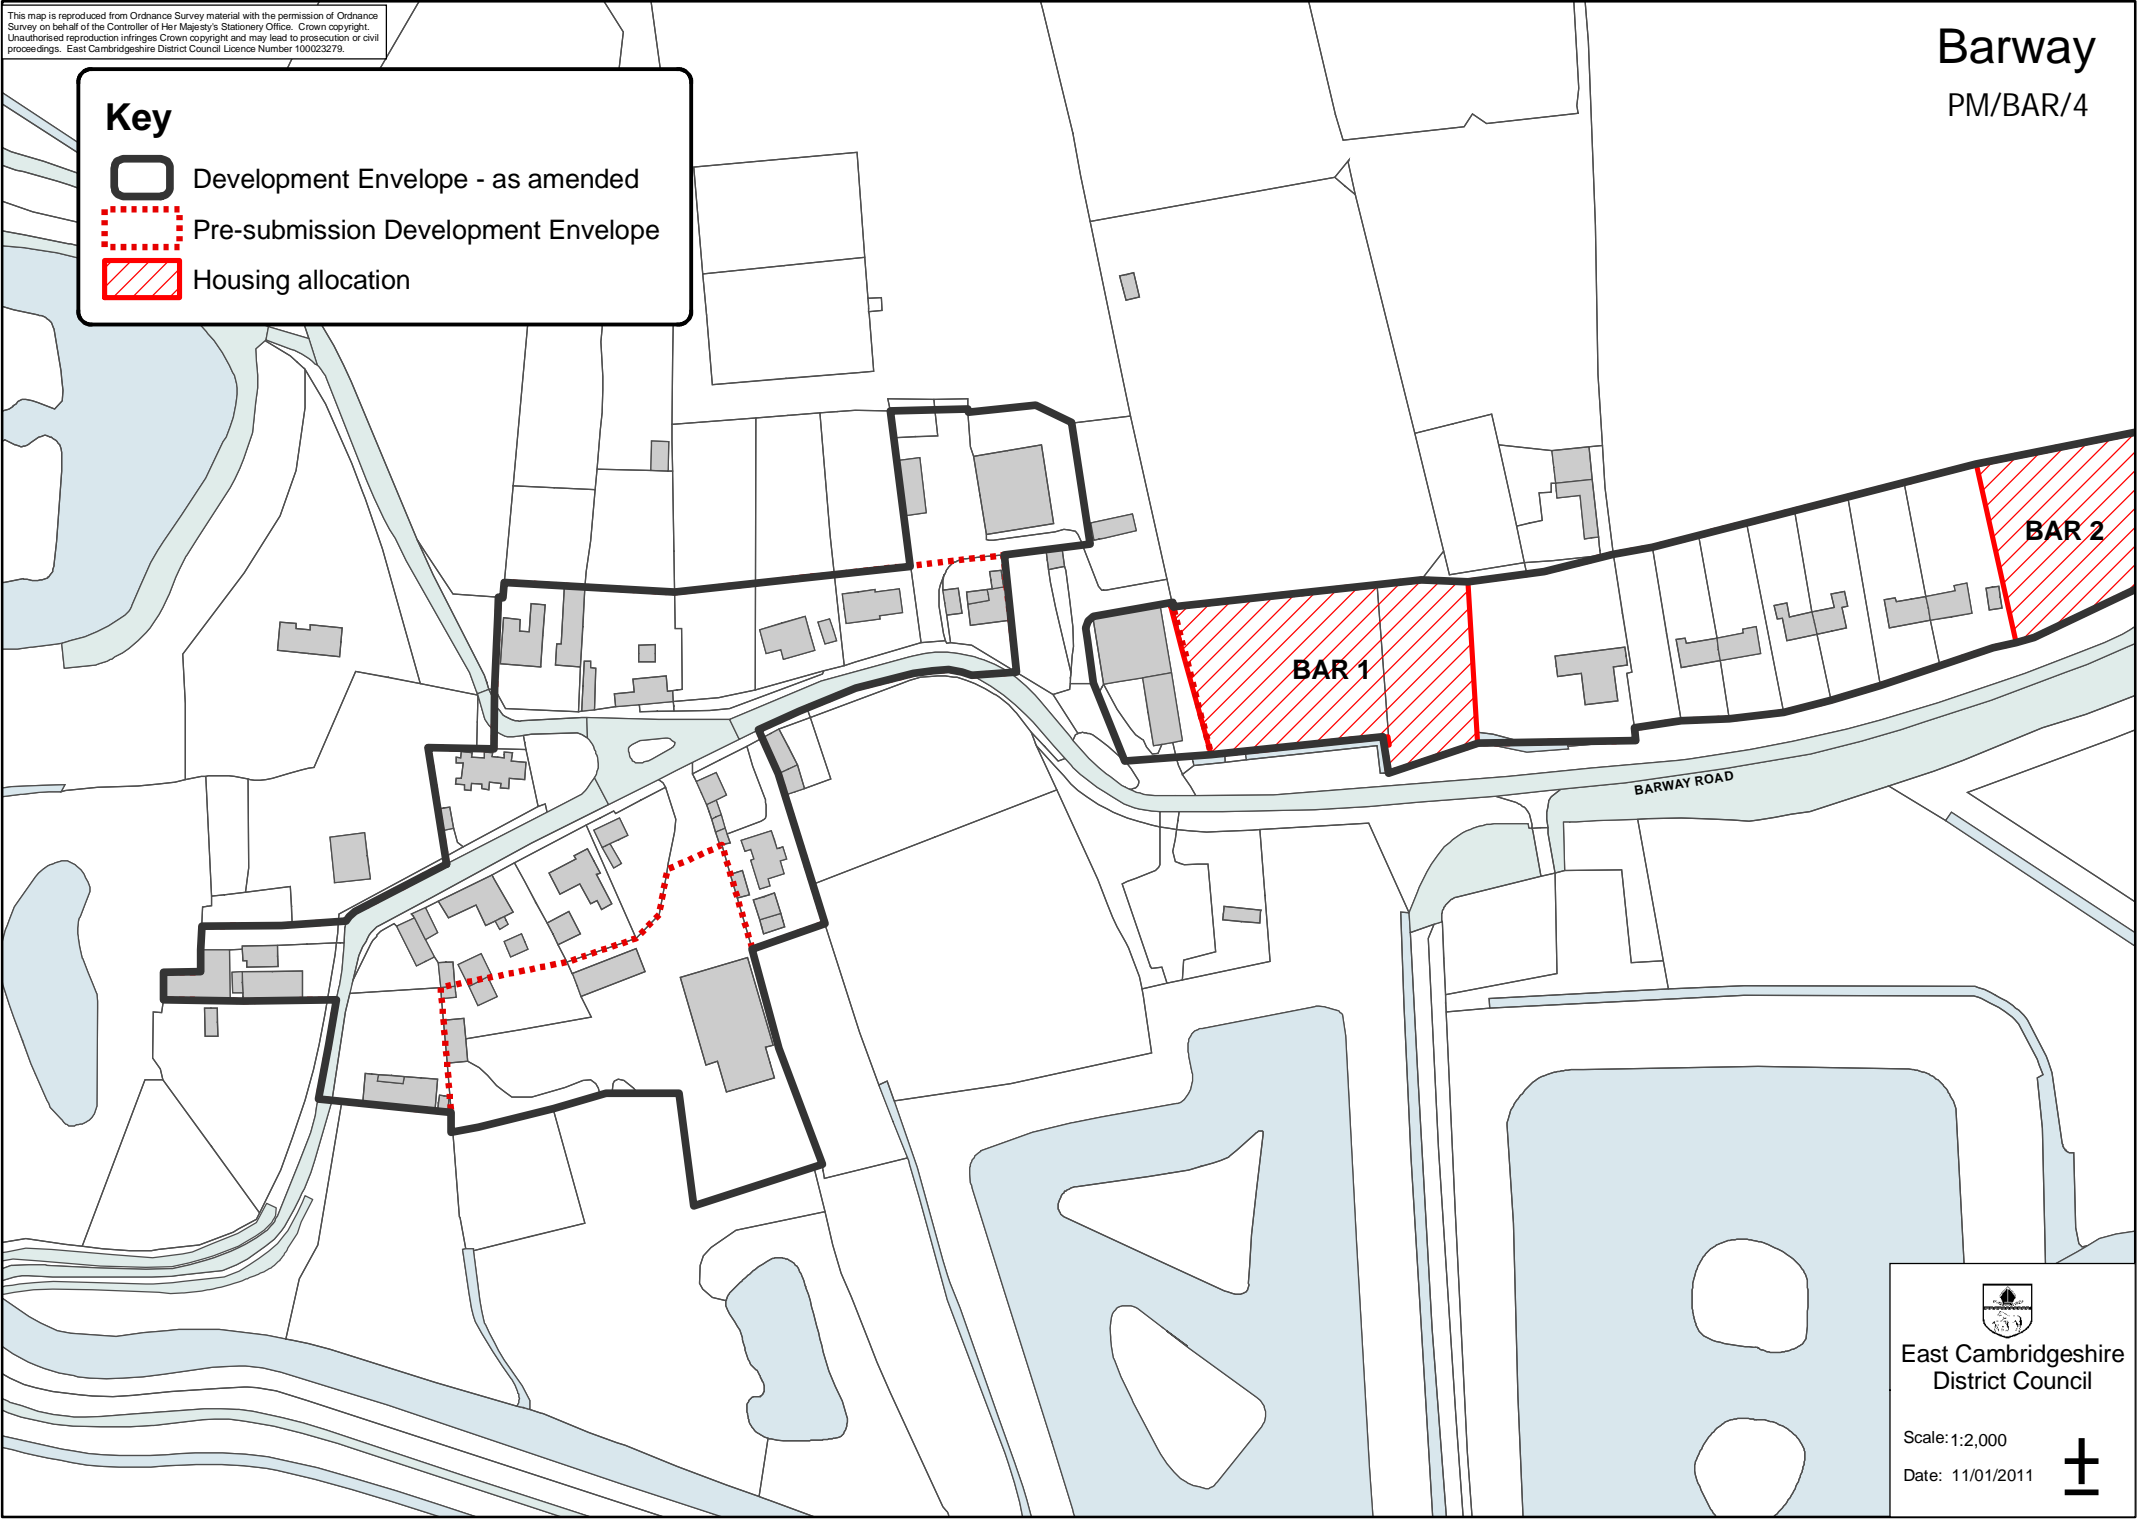 This map is reproduced from Ordnance Survey material with the permission of Ordnance
Survey on behalf of the Controller of Her Majesty's Stationery Office. Crown copyright.
Unauthorised reproduction infringes Crown copyright and may lead to prosecution or civil
proceedings. East Cambridgeshire District Council Licence Number 100023279.
Barway
PM/BAR/4
Key
Development Envelope - as amended
Pre-submission Development Envelope
Housing allocation
BAR 2
BAR 1
BARWAY ROAD
East Cambridgeshire
District Council
Scale: 1:2,000
Date: 11/01/2011